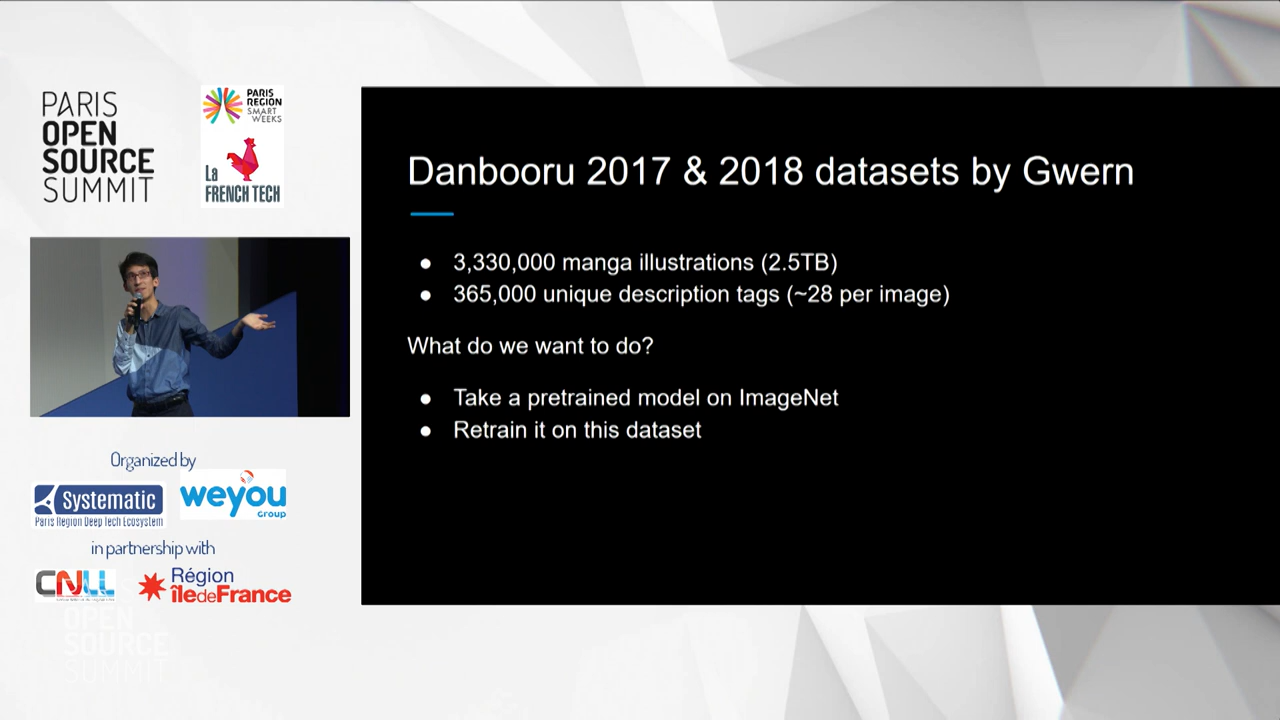 PARIS
OPEN
SOURCE
SUMMIT
PARIS
REGION
SMART
WEEKS
La
FRENCH TECH
Danbooru 2017 & 2018 datasets by Gwern
● 3,330,000 manga illustrations (2.5TB)
● 365,000 unique description tags (~28 per image)
What do we want to do?
● Take a pretrained model on ImageNet
● Retrain it on this dataset
Organized by
Systematic
Paris Region Deep Tech Ecosystem
weyou
Group
in partnership with
CNLL
Région
îledeFrance
OPEN
SOURCE
SUMMIT